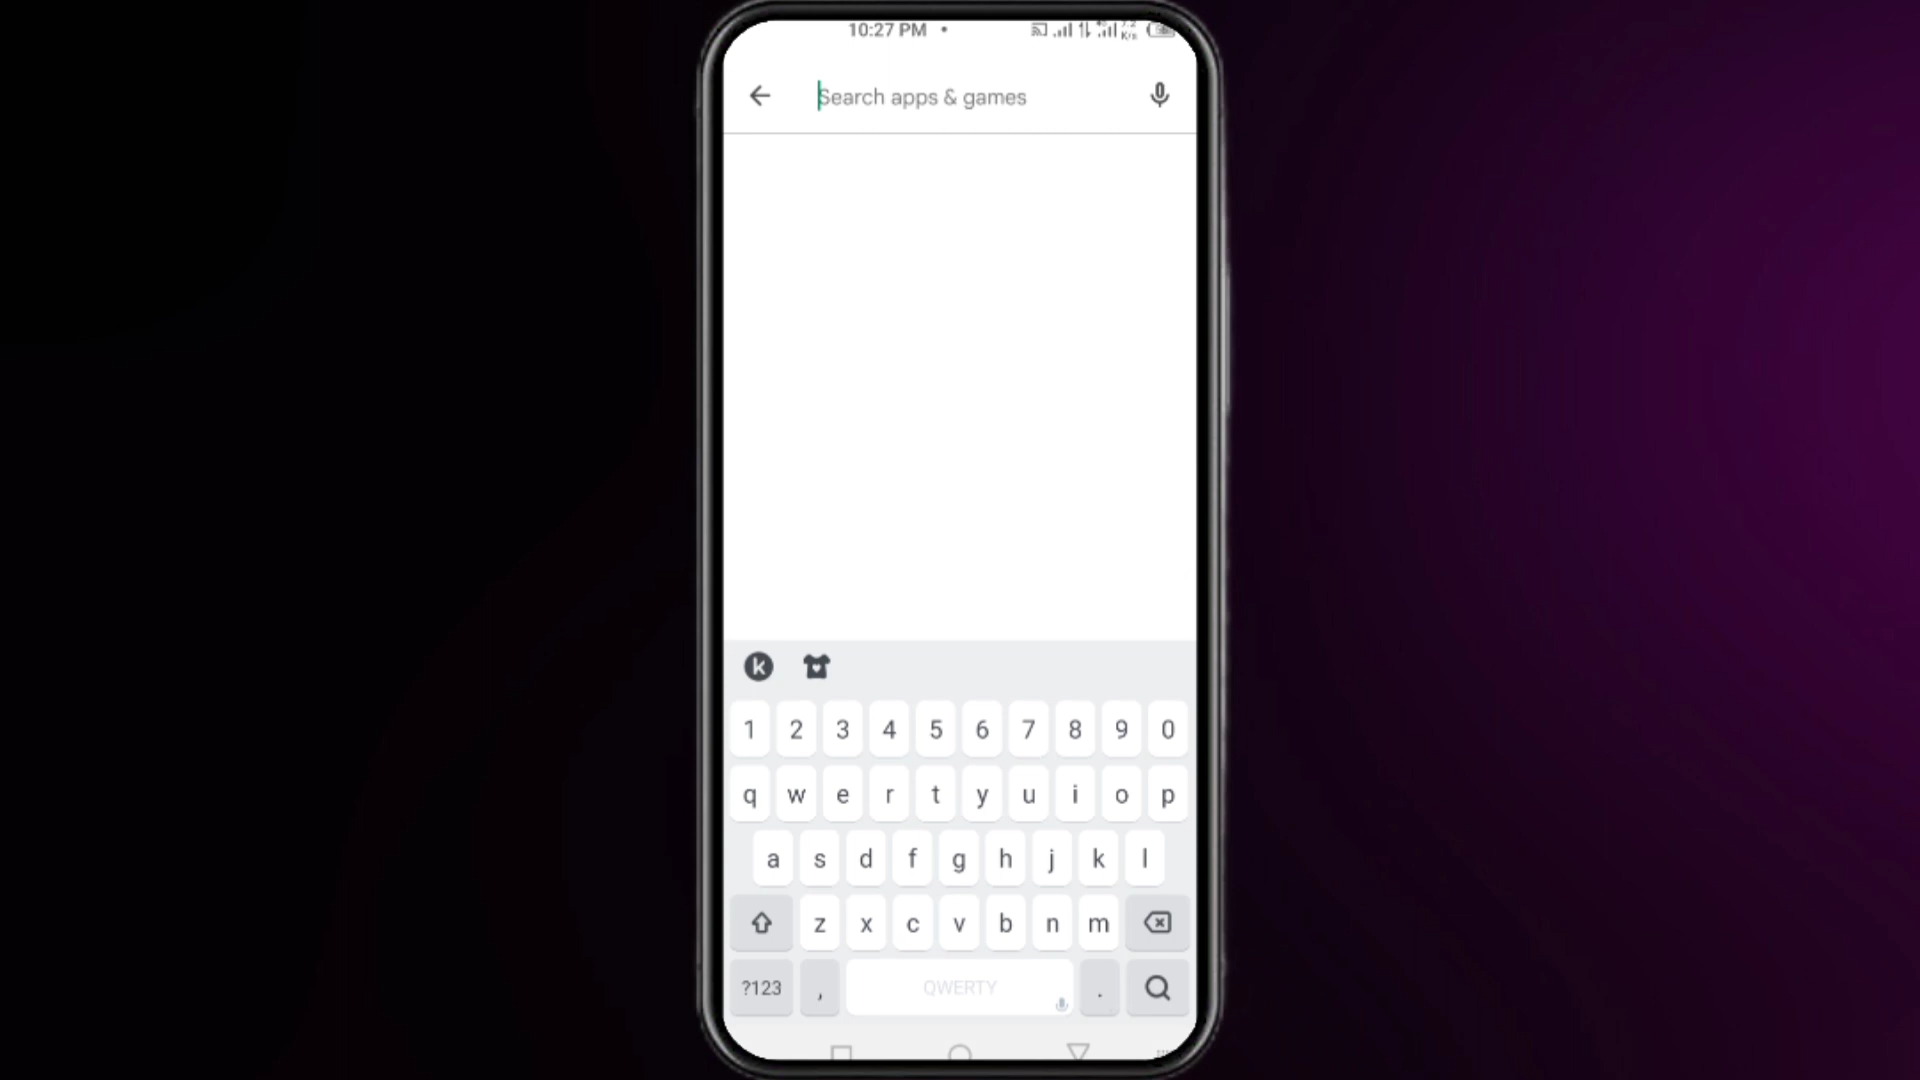 10:27 PM
K/s
Search apps & games
k
1 2 3 4 5 6 7 8 9 0
q w e r t y u i o p
a s d f g h j k l
z x c v b n m
?123 , QWERTY .